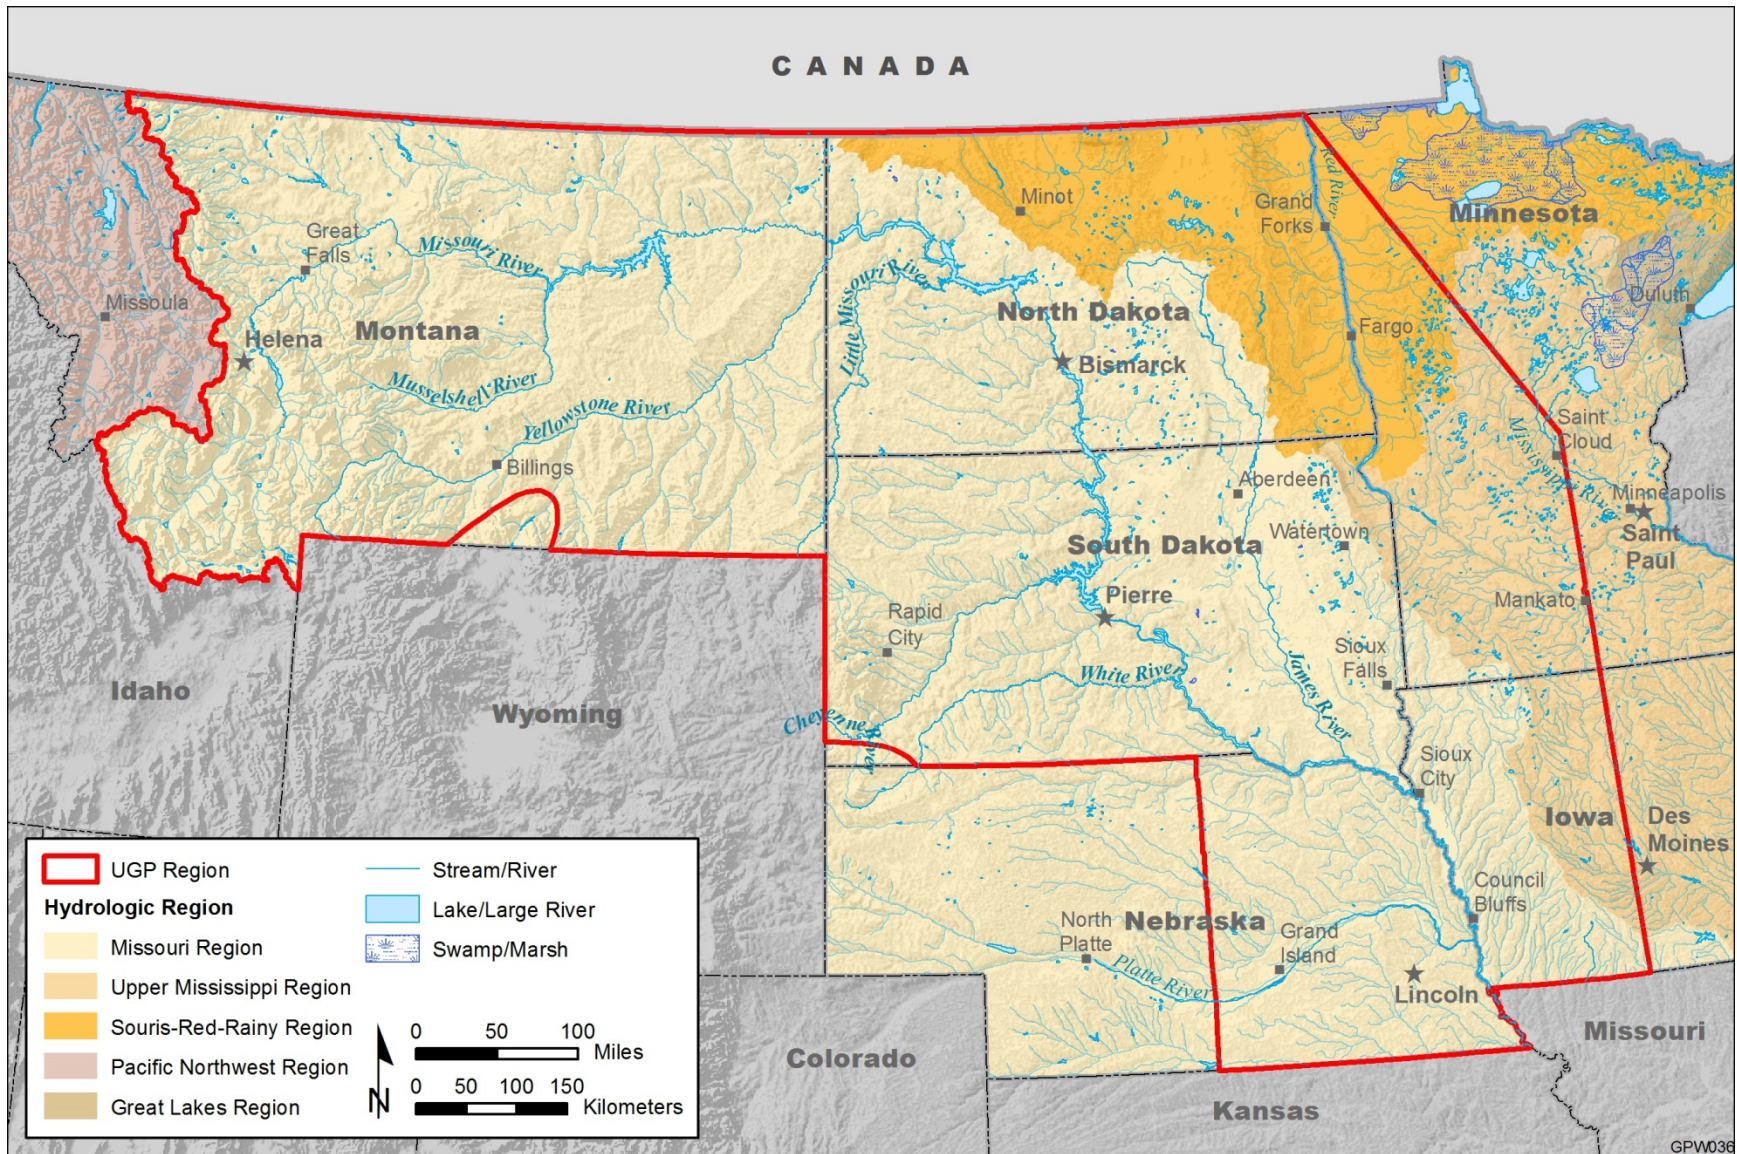 CANADA
Red River
Minot
Grand
Forks
Minnesota
Great
Falls
Missouri River
Little Missouri River
Missoula
Duluth
Helena
Montana
North Dakota
Fargo
Bismarck
Musselshell River
Yellowstone River
Saint
Cloud
Mississippi River
Billings
Aberdeen
Minneapolis
Saint
Paul
Watertown
South Dakota
Pierre
Mankato
Rapid
City
Sioux
Falls
White River
James River
Idaho
Wyoming
Cheyenne River
Sioux
City
Iowa
Des
Moines
Council
Bluffs
North
Platte
Nebraska
Grand
Island
Platte River
Lincoln
Missouri
Colorado
Kansas
UGP Region
Hydrologic Region
Missouri Region
Upper Mississippi Region
Souris-Red-Rainy Region
Pacific Northwest Region
Great Lakes Region
Stream/River
Lake/Large River
Swamp/Marsh
N
0 50 100
Miles
0 50 100 150
Kilometers
GPW036